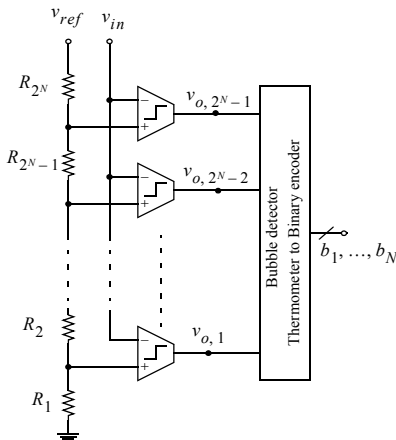 v_ref v_in
R_{2^N}
− +
v_{o, 2^N−1}
R_{2^N−1}
− +
v_{o, 2^N−2}
Bubble detector
Thermometer to Binary encoder
b_1, …, b_N
R_2
− +
v_{o, 1}
R_1